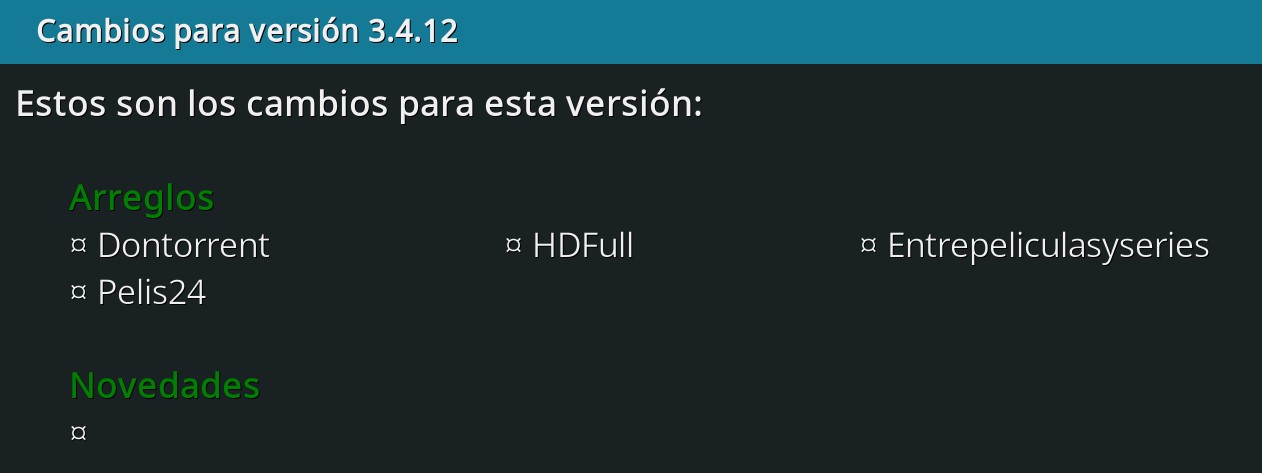 Cambios para versión 3.4.12
Estos son los cambios para esta versión:
Arreglos
¤ Dontorrent ¤ HDFull ¤ Entrepeliculasyseries
¤ Pelis24
Novedades
¤